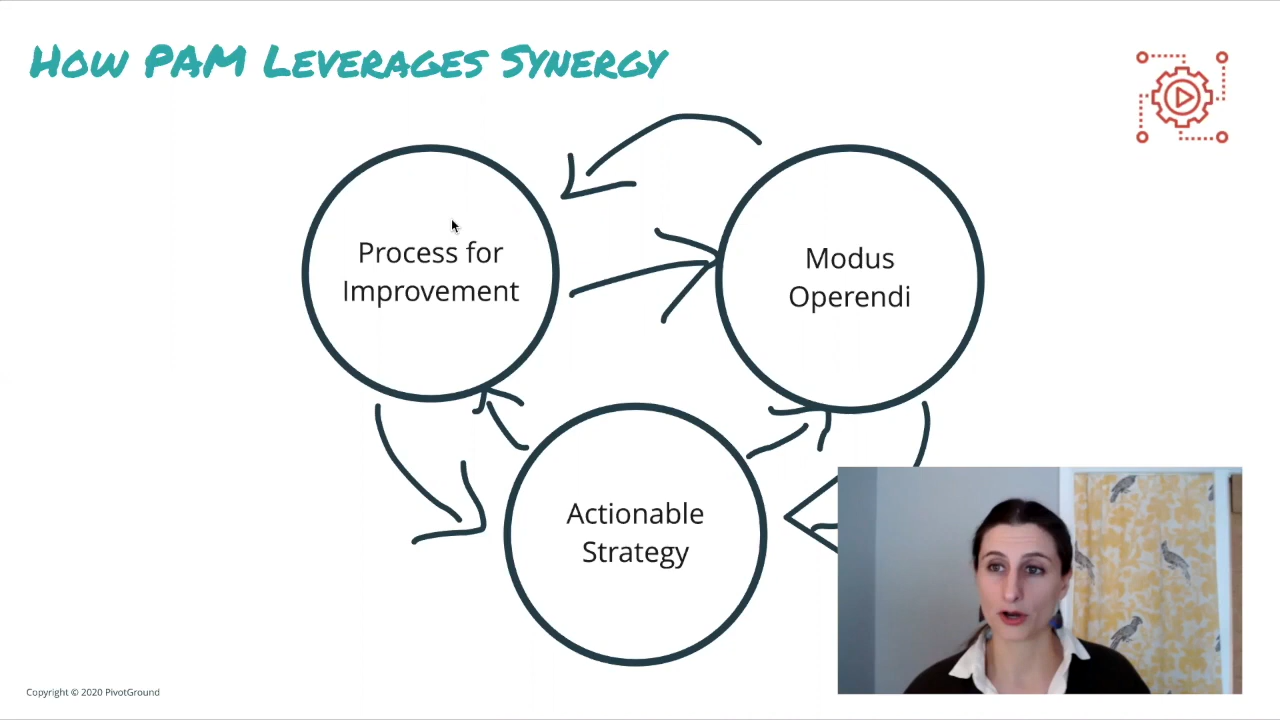 How PAM Leverages Synergy
Process for
Improvement
Modus
Operendi
Actionable
Strategy
Copyright © 2020 PivotGround